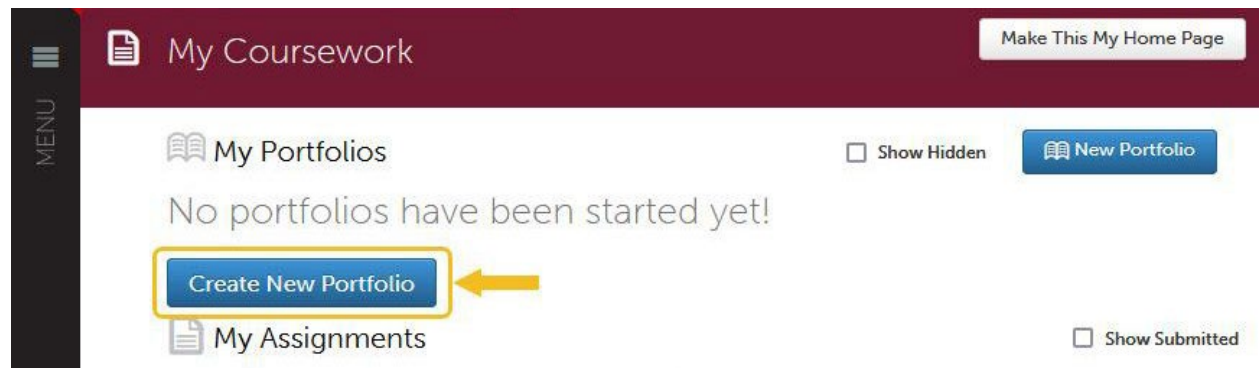 MENU
My Coursework
Make This My Home Page
My Portfolios
Show Hidden
New Portfolio
No portfolios have been started yet!
Create New Portfolio
My Assignments
Show Submitted